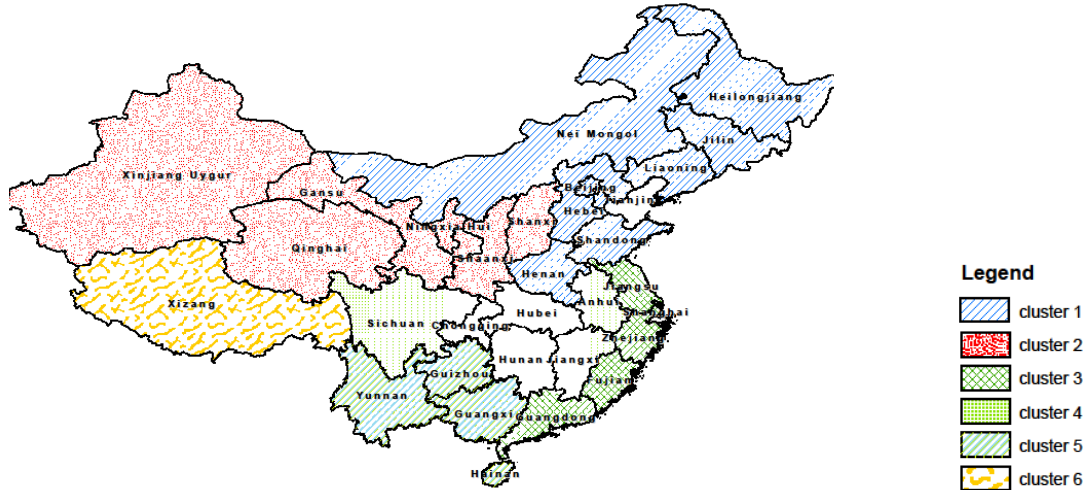 Heilongjiang
Nei Mongol
Jilin
Liaoning
Xinjiang Uygur
Gansu
Beijing
Tianjin
Hebei
Shanxi
Ningxia Hui
Qinghai
Shandong
Shaanxi
Henan
Jiangsu
Xizang
Anhui
Shanghai
Hubei
Sichuan
Chongqing
Zhejiang
Hunan
Jiangxi
Guizhou
Fujian
Yunnan
Guangxi
Guangdong
Hainan
Legend
cluster 1
cluster 2
cluster 3
cluster 4
cluster 5
cluster 6